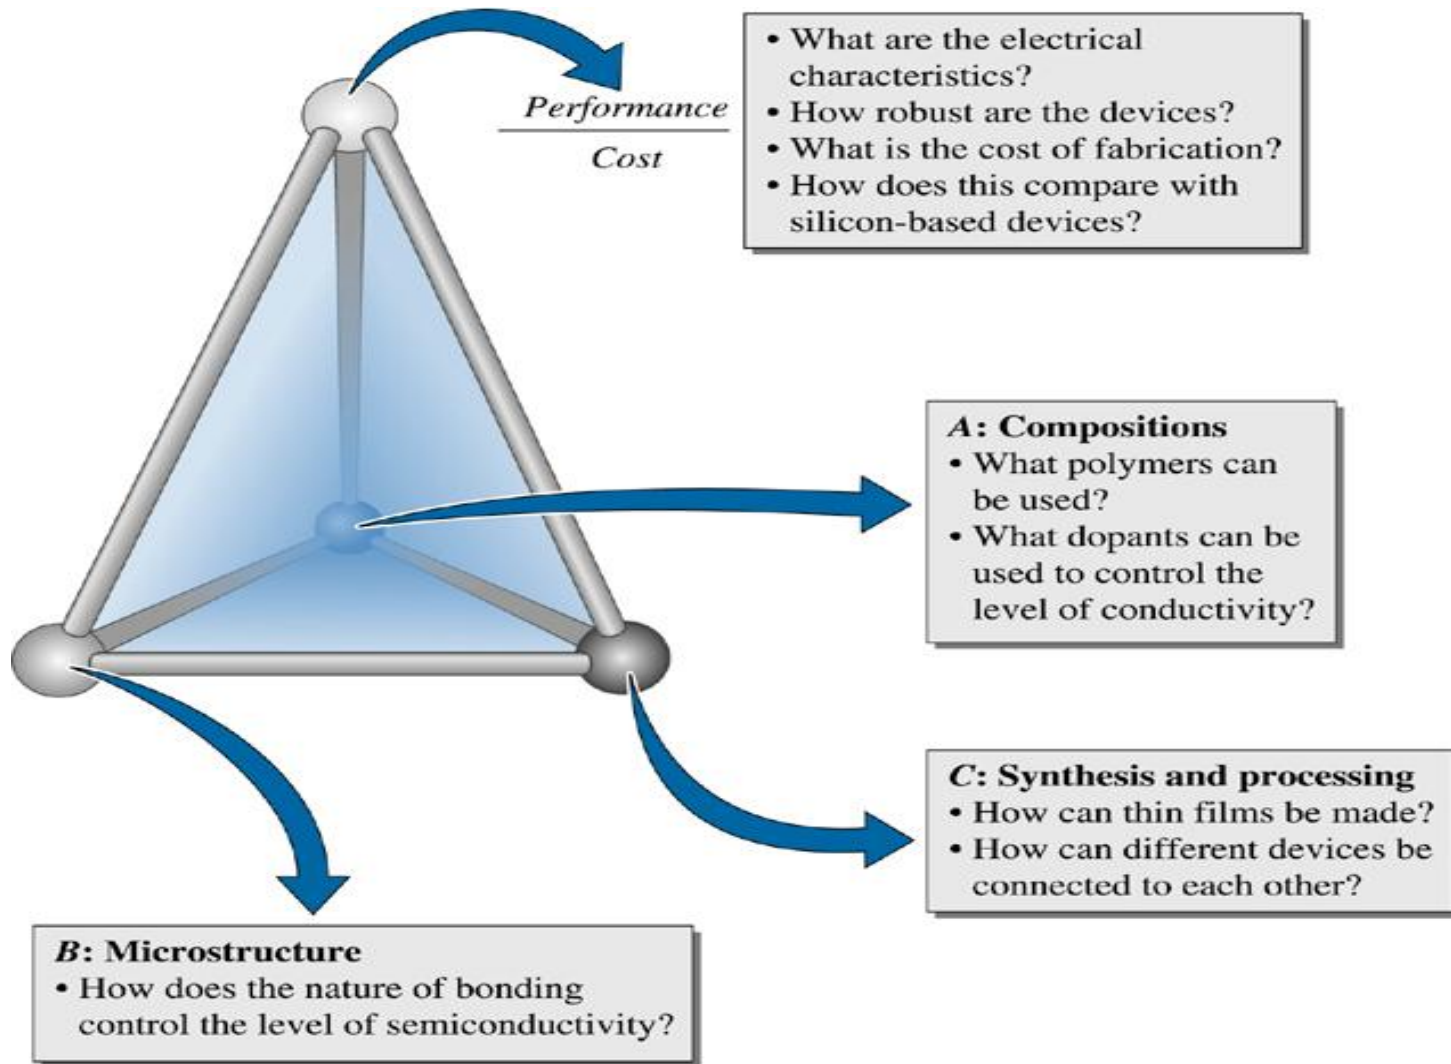 Performance
Cost
• What are the electrical
characteristics?
• How robust are the devices?
• What is the cost of fabrication?
• How does this compare with
silicon-based devices?
A: Compositions
• What polymers can
be used?
• What dopants can be
used to control the
level of conductivity?
C: Synthesis and processing
• How can thin films be made?
• How can different devices be
connected to each other?
B: Microstructure
• How does the nature of bonding
control the level of semiconductivity?